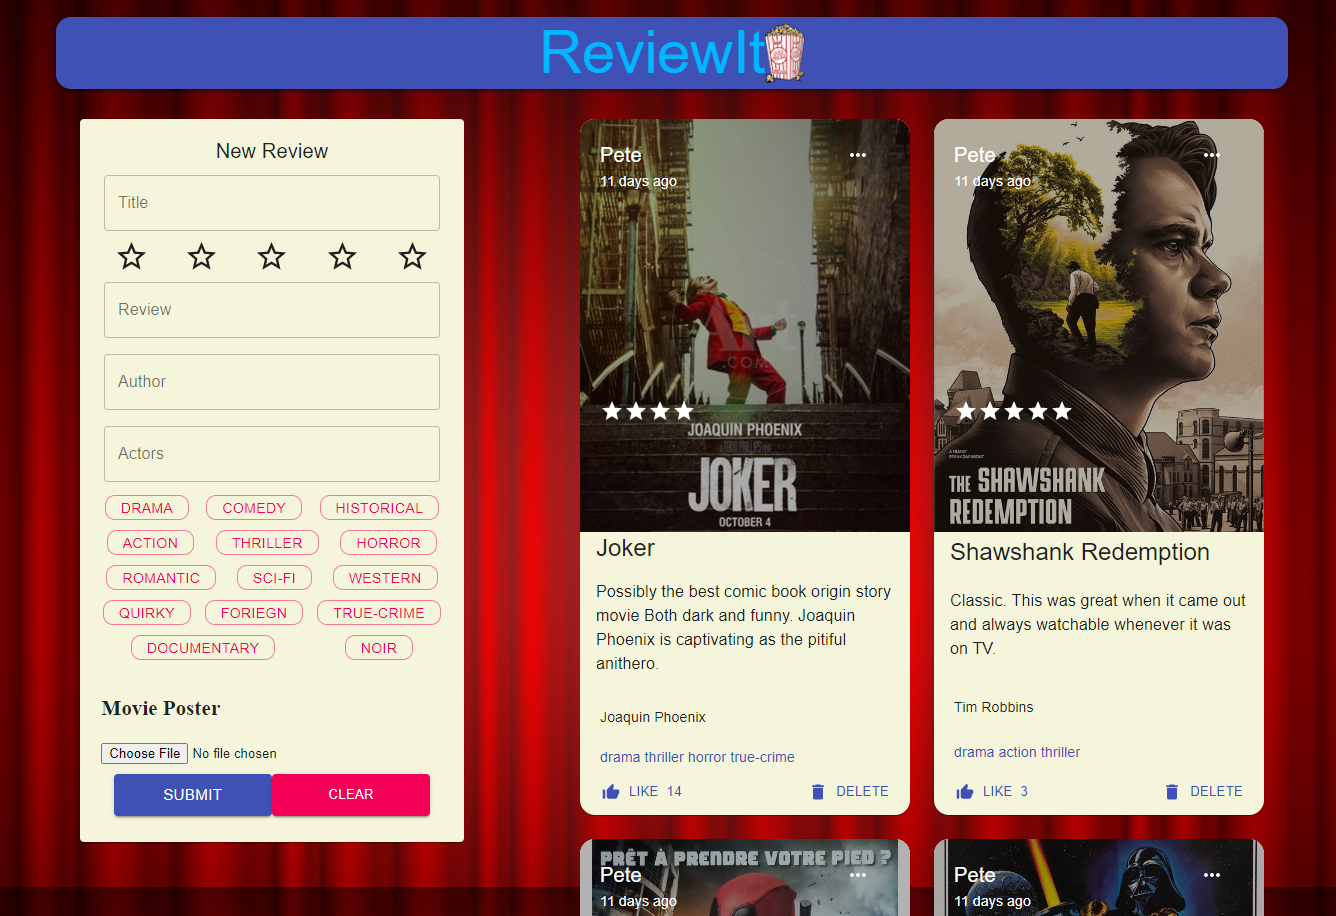 ReviewIt
New Review
Title
Review
Author
Actors
DRAMA COMEDY HISTORICAL
ACTION THRILLER HORROR
ROMANTIC SCI-FI WESTERN
QUIRKY FORIEGN TRUE-CRIME
DOCUMENTARY NOIR
Movie Poster
Choose File No file chosen
SUBMIT CLEAR
Pete
11 days ago
Art
.COM
JOAQUIN PHOENIX
JOKER
OCTOBER 4
Joker
Possibly the best comic book origin story
movie Both dark and funny. Joaquin
Phoenix is captivating as the pitiful
anithero.
Joaquin Phoenix
drama thriller horror true-crime
LIKE 14 DELETE
Pete
11 days ago
A FILM BY
FRANK DARABONT
THE SHAWSHANK
REDEMPTION
Shawshank Redemption
Classic. This was great when it came out
and always watchable whenever it was
on TV.
Tim Robbins
drama action thriller
LIKE 3 DELETE
PRÊT À PRENDRE VOTRE PIED ?
Pete
11 days ago
Pete
11 days ago